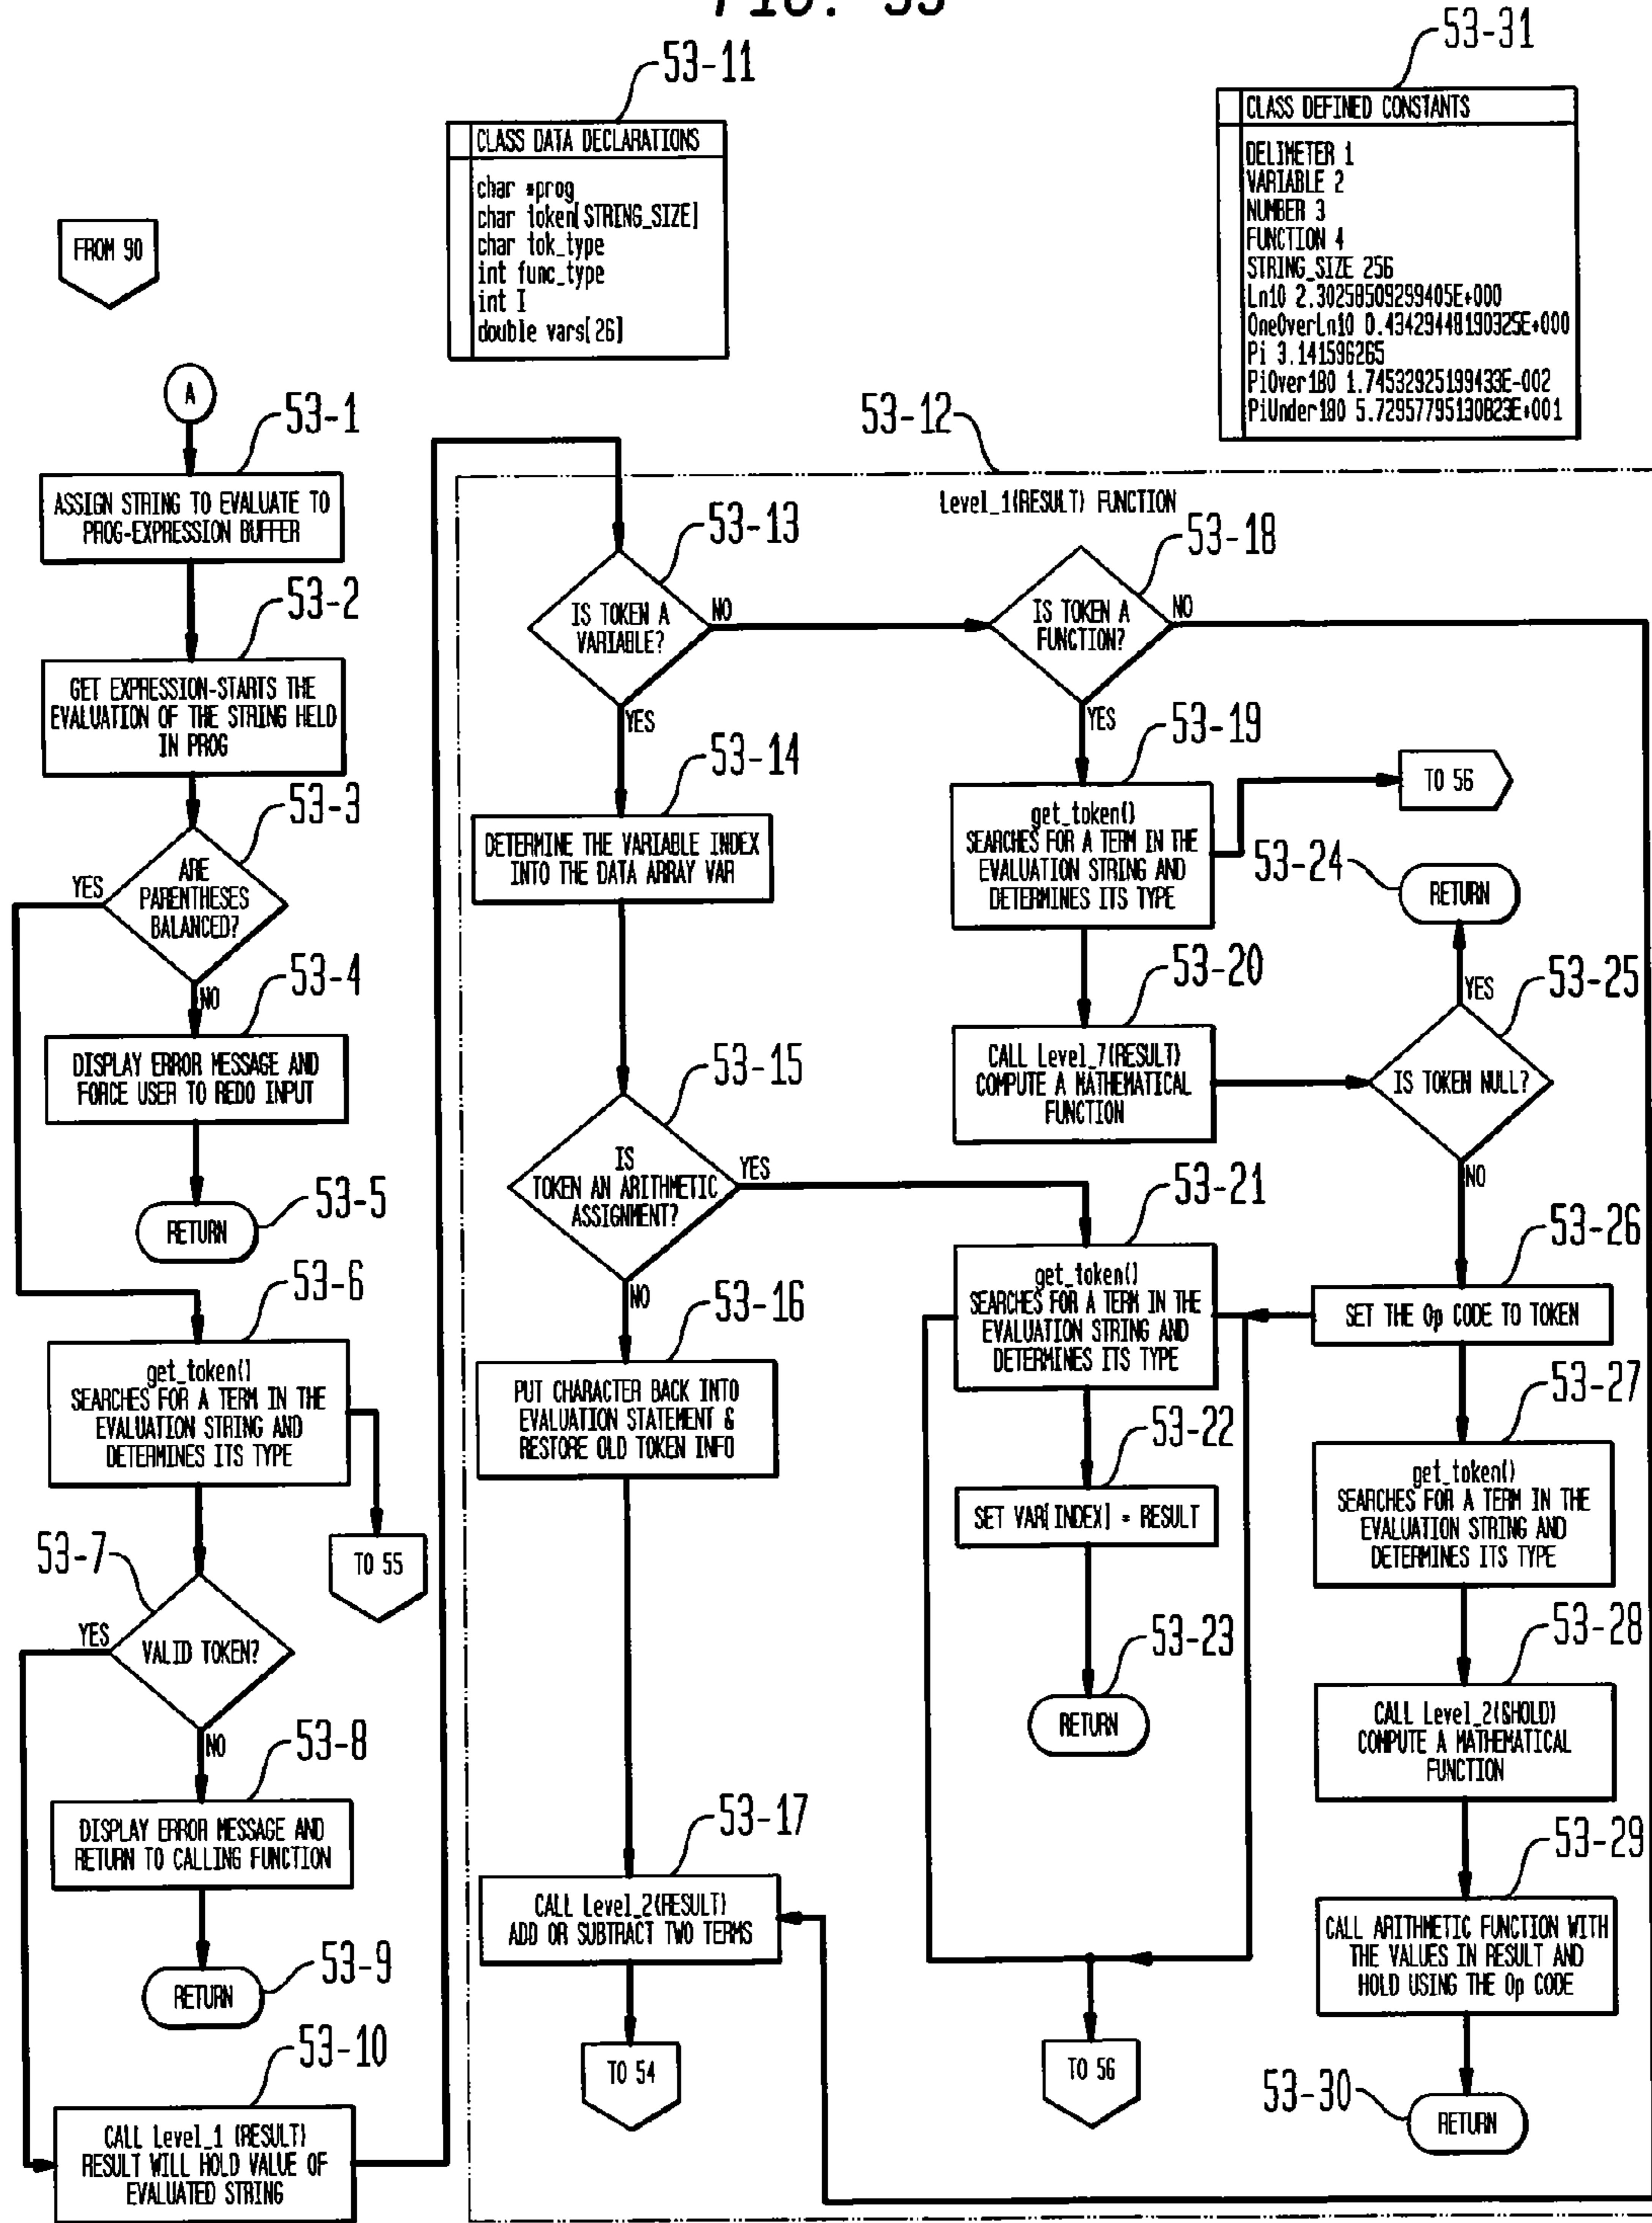 FIG. 53
53-11
CLASS DATA DECLARATIONS
char *prog
char token[STRING_SIZE]
char tok_type
int func_type
int I
double vars[26]
53-31
CLASS DEFINED CONSTANTS
DELIMETER 1
VARIABLE 2
NUMBER 3
FUNCTION 4
STRING_SIZE 256
Ln10 2.30258509299405E+000
OneOverLn10 0.43429448190325E+000
Pi 3.141596265
PiOver180 1.74532925199433E-002
PiUnder180 5.72957795130823E+001
FROM 90
A
53-1
ASSIGN STRING TO EVALUATE TO
PROG-EXPRESSION BUFFER
53-2
GET EXPRESSION-STARTS THE
EVALUATION OF THE STRING HELD
IN PROG
53-3
ARE
PARENTHESES
BALANCED?
YES
NO
53-4
DISPLAY ERROR MESSAGE AND
FORCE USER TO REDO INPUT
53-5
RETURN
53-6
get_token()
SEARCHES FOR A TERM IN THE
EVALUATION STRING AND
DETERMINES ITS TYPE
TO 55
53-7
VALID TOKEN?
YES
NO
53-8
DISPLAY ERROR MESSAGE AND
RETURN TO CALLING FUNCTION
53-9
RETURN
53-10
CALL Level_1 (RESULT)
RESULT WILL HOLD VALUE OF
EVALUATED STRING
53-12
Level_1(RESULT) FUNCTION
53-13
IS TOKEN A
VARIABLE?
NO
YES
53-14
DETERMINE THE VARIABLE INDEX
INTO THE DATA ARRAY VAR
53-15
IS
TOKEN AN ARITHMETIC
ASSIGNMENT?
YES
NO
53-16
PUT CHARACTER BACK INTO
EVALUATION STATEMENT &
RESTORE OLD TOKEN INFO
53-17
CALL Level_2(RESULT)
ADD OR SUBTRACT TWO TERMS
TO 54
53-18
IS TOKEN A
FUNCTION?
NO
YES
53-19
get_token()
SEARCHES FOR A TERM IN THE
EVALUATION STRING AND
DETERMINES ITS TYPE
TO 56
53-20
CALL Level_7(RESULT)
COMPUTE A MATHEMATICAL
FUNCTION
53-21
get_token()
SEARCHES FOR A TERM IN THE
EVALUATION STRING AND
DETERMINES ITS TYPE
53-22
SET VAR[INDEX] = RESULT
53-23
RETURN
TO 56
53-24
RETURN
YES
53-25
IS TOKEN NULL?
NO
53-26
SET THE Op CODE TO TOKEN
53-27
get_token()
SEARCHES FOR A TERM IN THE
EVALUATION STRING AND
DETERMINES ITS TYPE
53-28
CALL Level_2(&HOLD)
COMPUTE A MATHEMATICAL
FUNCTION
53-29
CALL ARITHMETIC FUNCTION WITH
THE VALUES IN RESULT AND
HOLD USING THE Op CODE
53-30
RETURN